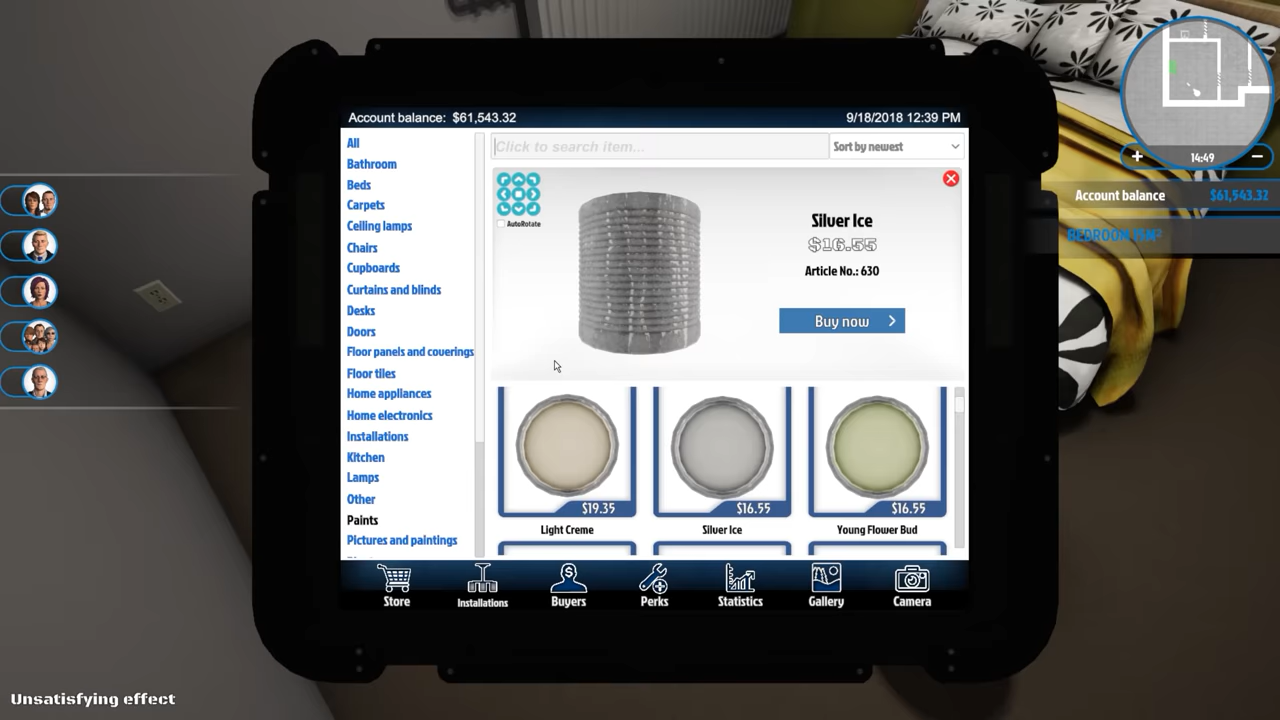 Account balance: $61,543.32
9/18/2018 12:39 PM
All
Bathroom
Beds
Carpets
Ceiling lamps
Chairs
Cupboards
Curtains and blinds
Desks
Doors
Floor panels and coverings
Floor tiles
Home appliances
Home electronics
Installations
Kitchen
Lamps
Other
Paints
Pictures and paintings
Click to search item...
Sort by newest
AutoRotate
Silver Ice
$16.55
Article No.: 630
Buy now
$19.35
$16.55
$16.55
Light Creme
Silver Ice
Young Flower Bud
Store
Installations
Buyers
Perks
Statistics
Gallery
Camera
14:49
Account balance $61,543.32
BEDROOM 15M²
Unsatisfying effect